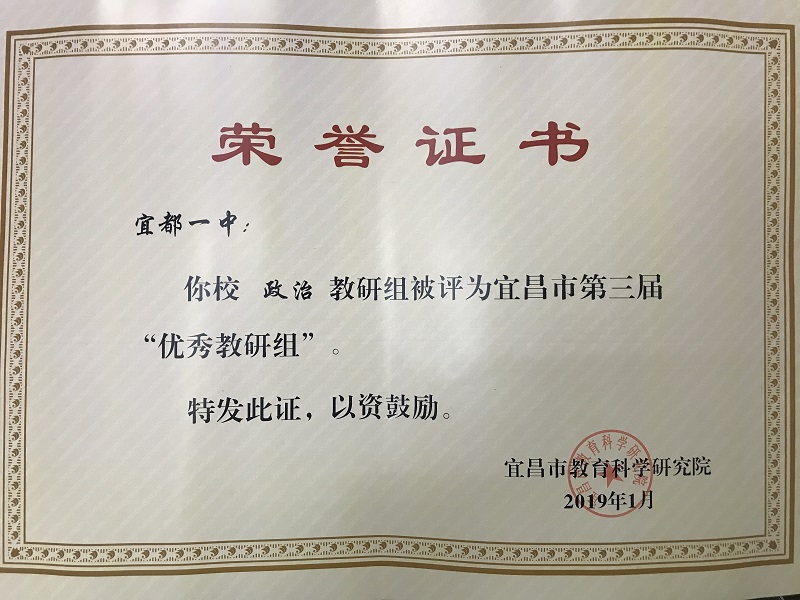 荣誉证书
宜都一中：
你校 政治 教研组被评为宜昌市第三届
“优秀教研组”。
特发此证，以资鼓励。
宜昌市教育科学研究院
2019年1月